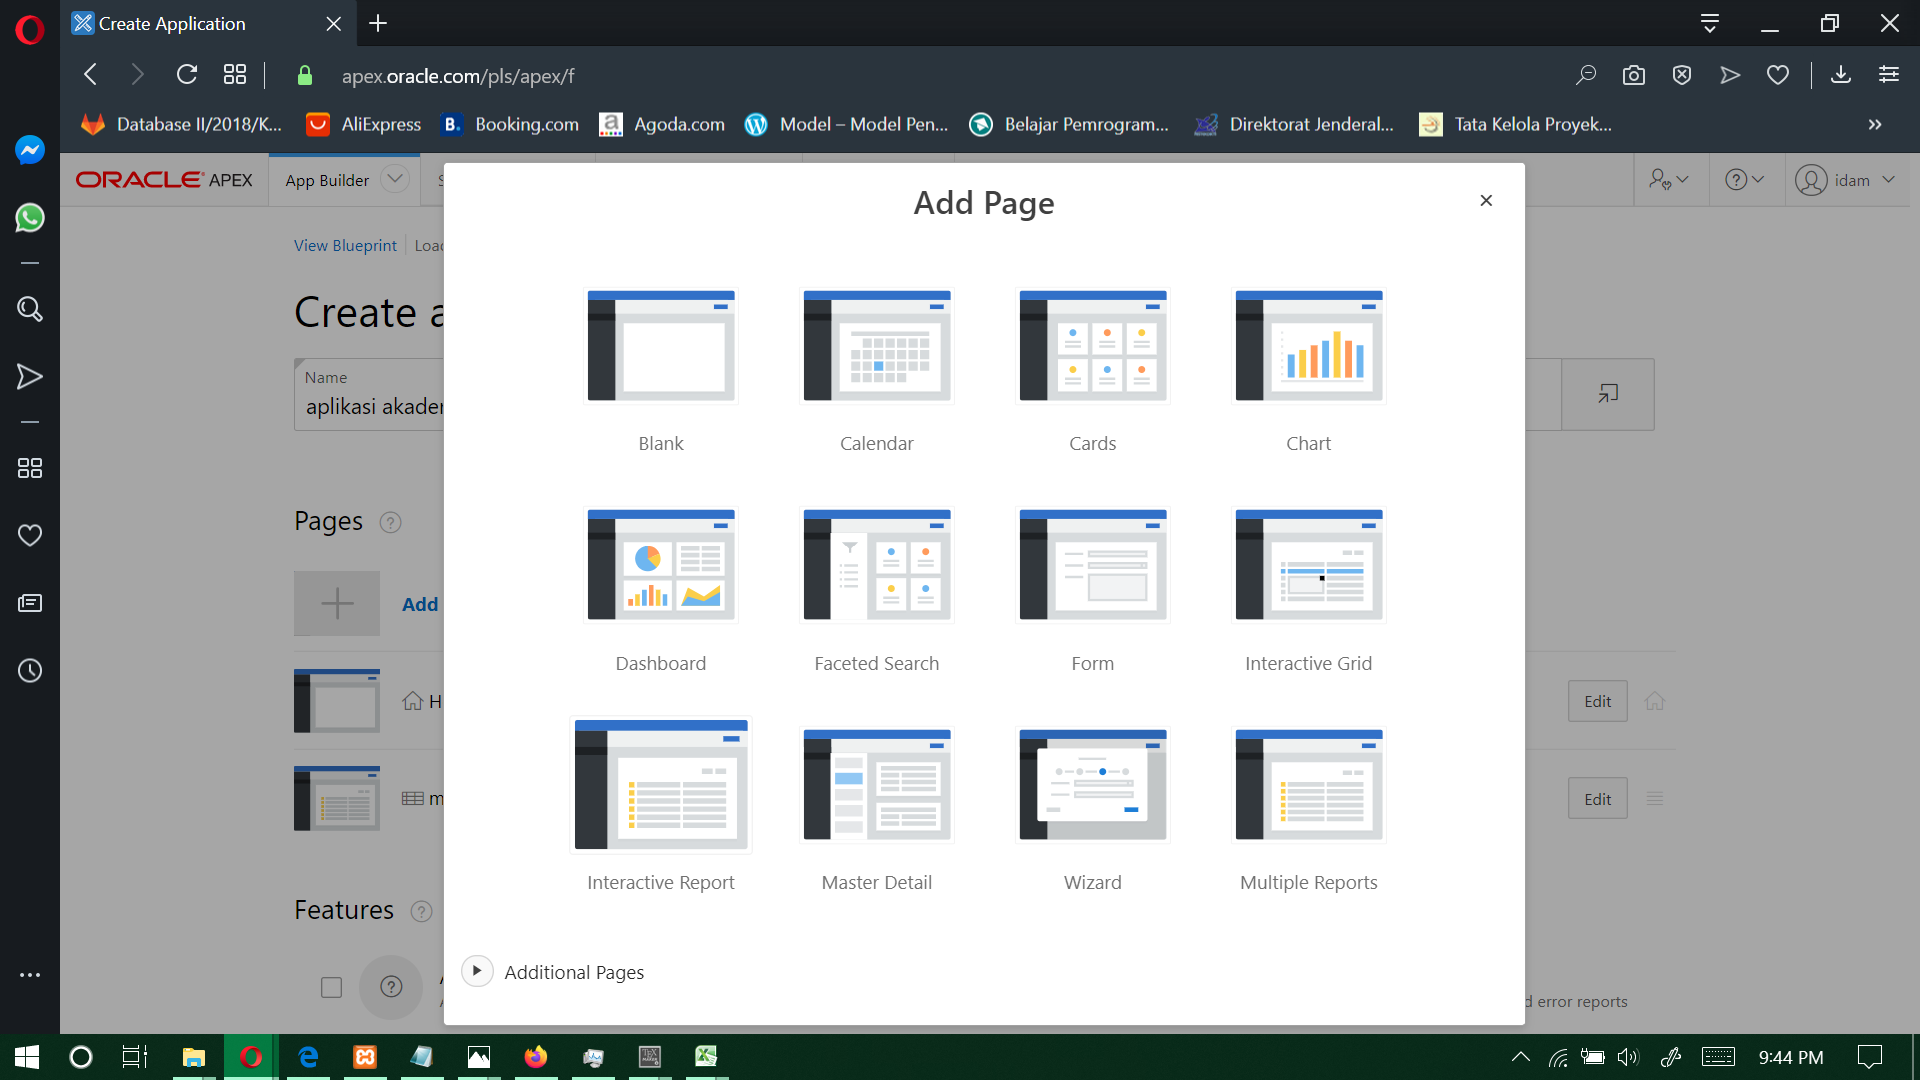 Create Application
apex.oracle.com/pls/apex/f
Database II/2018/K...
AliExpress
B. Booking.com
a Agoda.com
Model – Model Pen...
Belajar Pemrogram...
Direktorat Jenderal...
Tata Kelola Proyek...
ORACLE APEX
App Builder
idam
View Blueprint
Create a
Name
aplikasi akade
Pages
Add
H
m
Edit
Edit
Features
Add Page
Blank
Calendar
Cards
Chart
Dashboard
Faceted Search
Form
Interactive Grid
Interactive Report
Master Detail
Wizard
Multiple Reports
Additional Pages
d error reports
9:44 PM